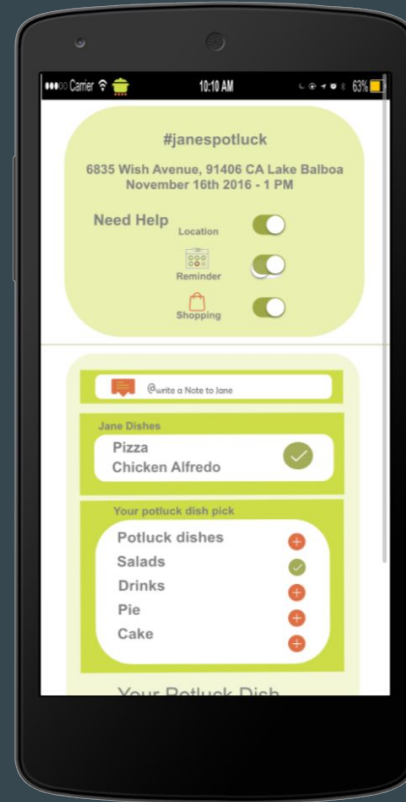 Carrier 10:10 AM 63%
#janespotluck
6835 Wish Avenue, 91406 CA Lake Balboa
November 16th 2016 - 1 PM
Need Help
Location
Reminder
Shopping
@write a Note to Jane
Jane Dishes
Pizza
Chicken Alfredo
Your potluck dish pick
Potluck dishes
Salads
Drinks
Pie
Cake
Your Potluck Dish